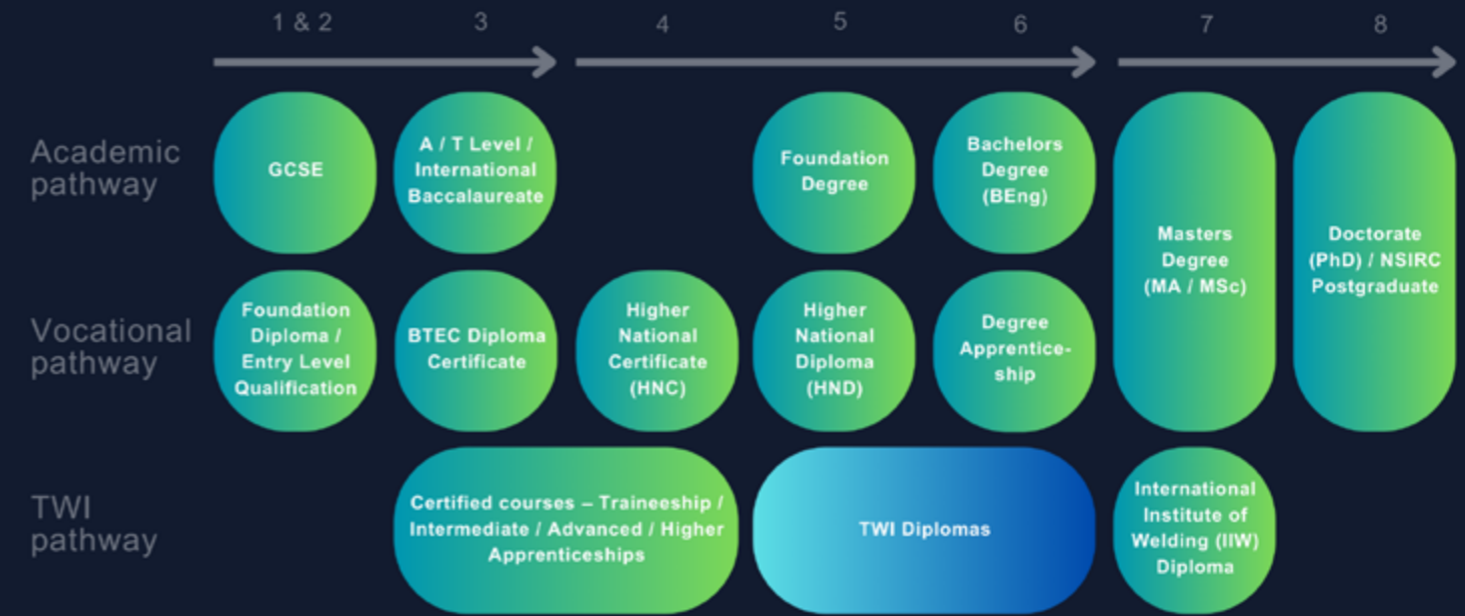 1 & 2
3
4
5
6
7
8
Academic
pathway
GCSE
A / T Level /
International
Baccalaureate
Foundation
Degree
Bachelors
Degree
(BEng)
Masters
Degree
(MA / MSc)
Doctorate
(PhD) / NSIRC
Postgraduate
Vocational
pathway
Foundation
Diploma /
Entry Level
Qualification
BTEC Diploma
Certificate
Higher
National
Certificate
(HNC)
Higher
National
Diploma
(HND)
Degree
Apprentice-
ship
TWI
pathway
Certified courses – Traineeship /
Intermediate / Advanced / Higher
Apprenticeships
TWI Diplomas
International
Institute of
Welding (IIW)
Diploma